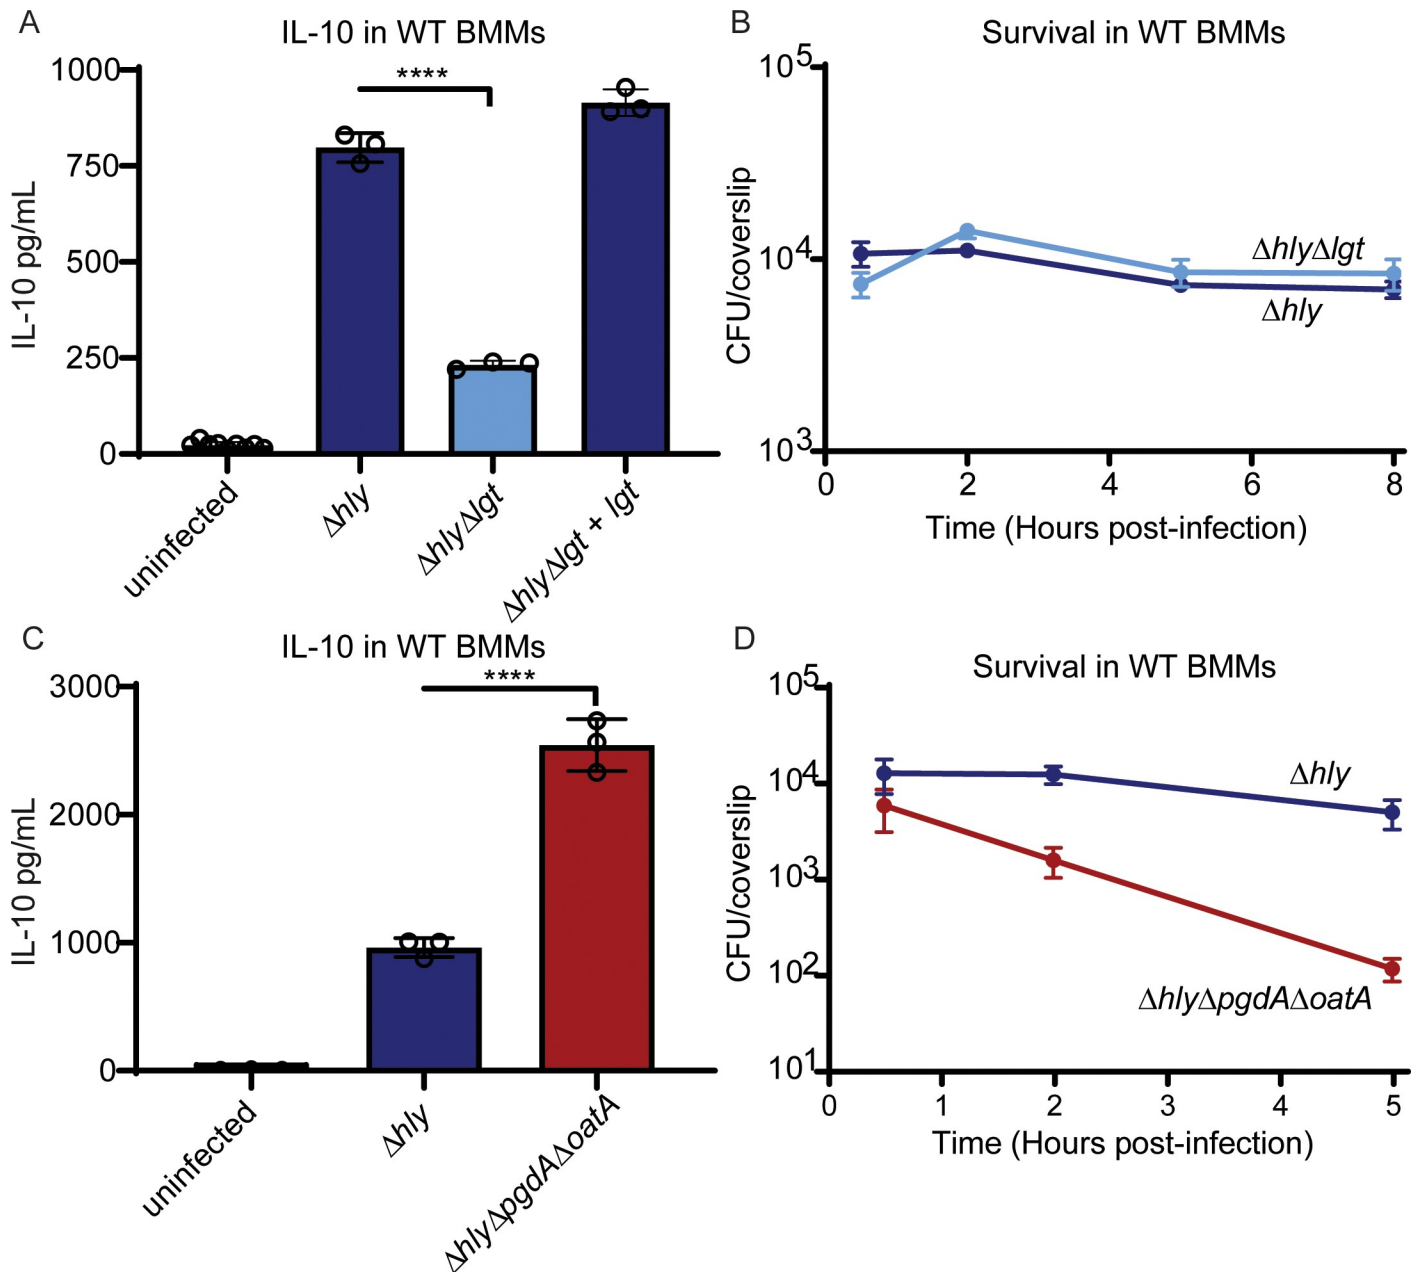 A
IL-10 in WT BMMs
1000
750
500
250
0
IL-10 pg/mL
****
uninfected
Δhly
ΔhlyΔlgt
ΔhlyΔlgt + lgt
B
Survival in WT BMMs
10^5
10^4
10^3
CFU/coverslip
ΔhlyΔlgt
Δhly
0 2 4 6 8
Time (Hours post-infection)
C
IL-10 in WT BMMs
3000
2000
1000
0
IL-10 pg/mL
****
uninfected
Δhly
ΔhlyΔpgdAΔoatA
D
Survival in WT BMMs
10^5
10^4
10^3
10^2
10^1
CFU/coverslip
Δhly
ΔhlyΔpgdAΔoatA
0 1 2 3 4 5
Time (Hours post-infection)